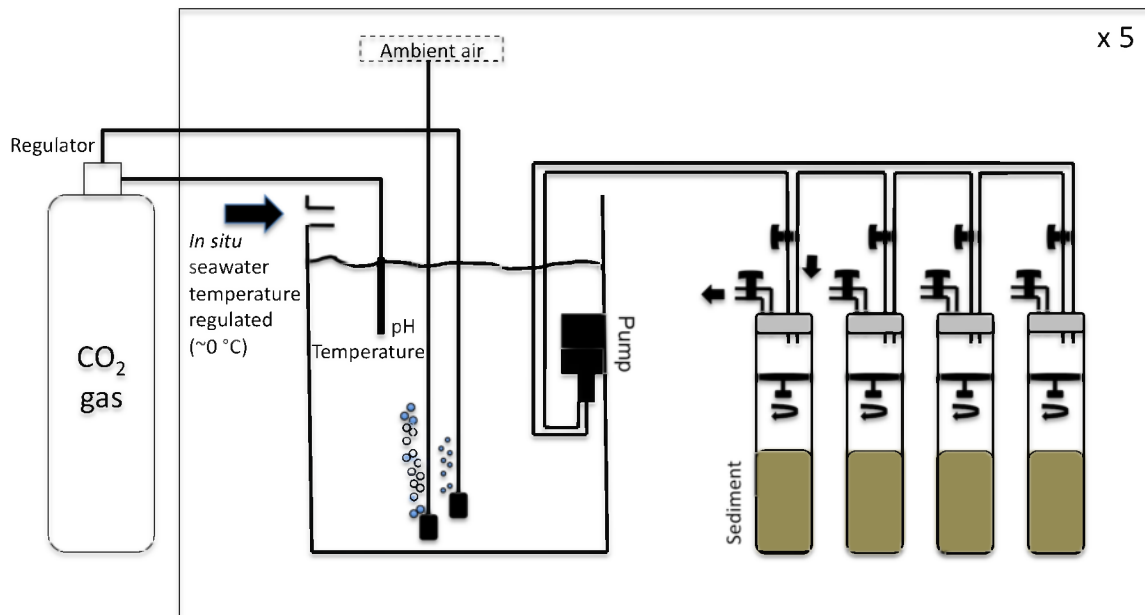 x 5
Ambient air
Regulator
In situ
seawater
temperature
regulated
(~0 °C)
pH
Temperature
Pump
CO₂
gas
Sediment